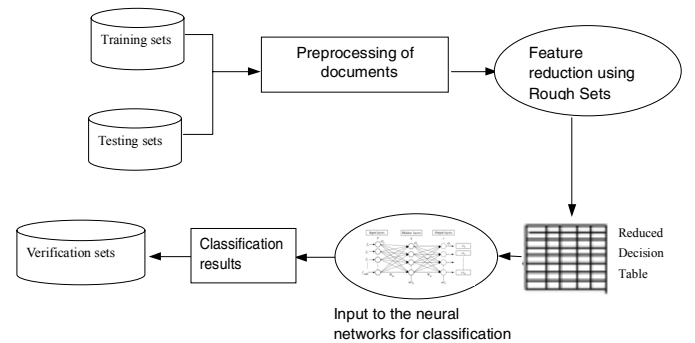 Training sets
Preprocessing of
documents
Feature
reduction using
Rough Sets
Testing sets
Verification sets
Classification
results
Reduced
Decision
Table
Input to the neural
networks for classification